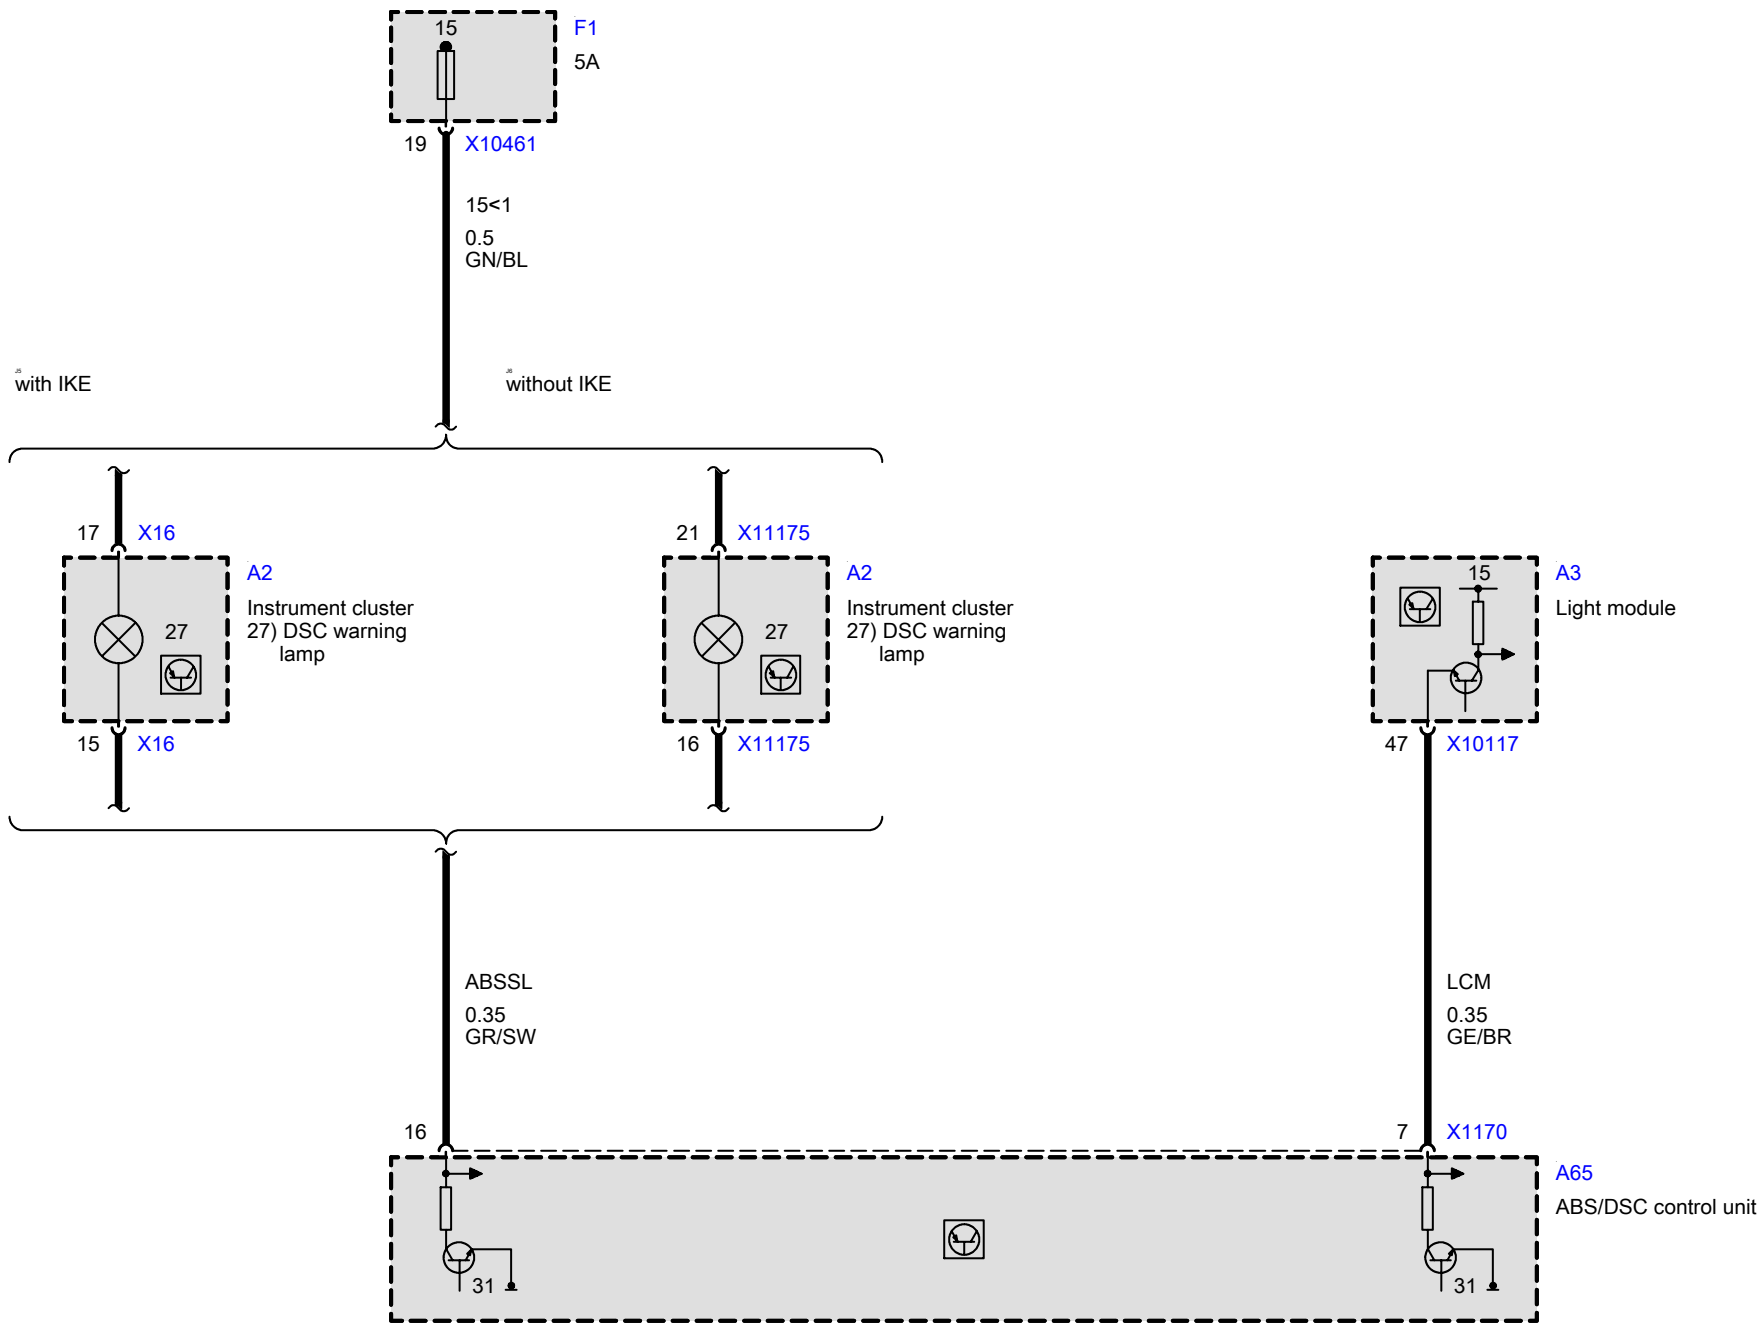 15
F1
5A
19
X10461
15<1
0.5
GN/BL
J5
with IKE
J6
without IKE
17
X16
21
X11175
A2
Instrument cluster
27) DSC warning
lamp
27
A2
Instrument cluster
27) DSC warning
lamp
27
15
A3
Light module
15
X16
16
X11175
47
X10117
ABSSL
0.35
GR/SW
LCM
0.35
GE/BR
16
7
X1170
A65
ABS/DSC control unit
31
31